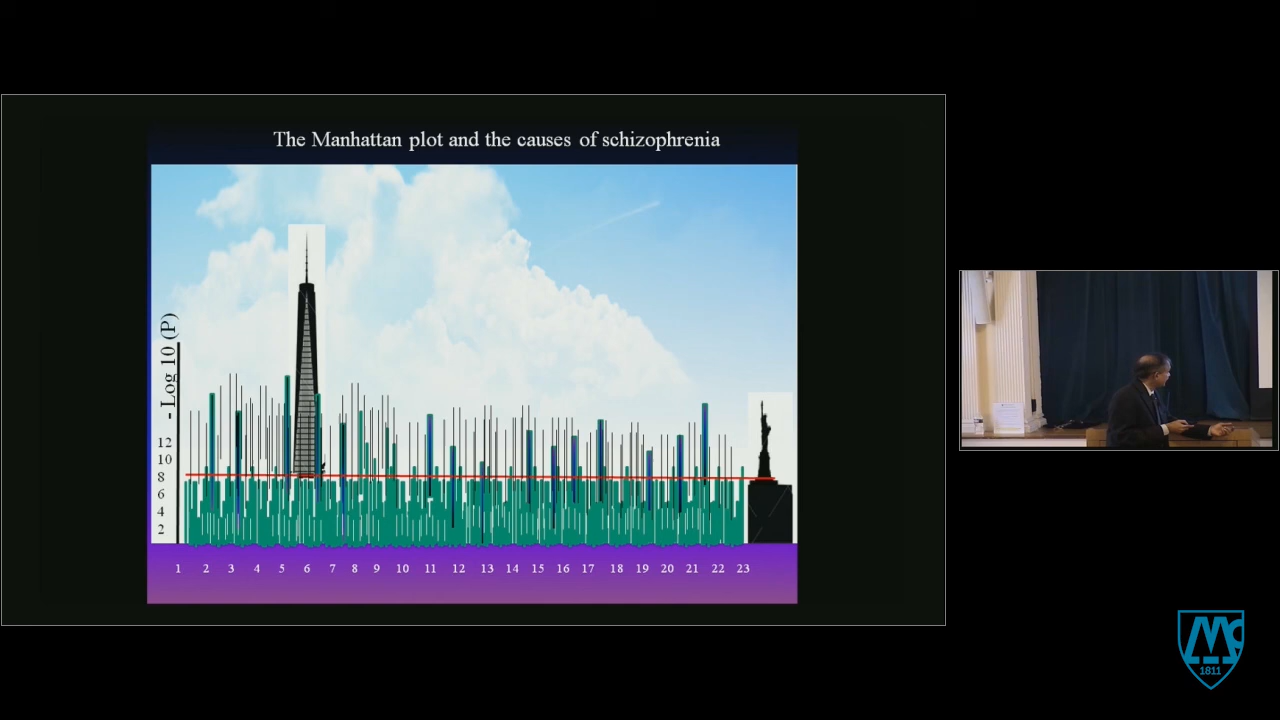 The Manhattan plot and the causes of schizophrenia
- Log 10 (P)
12
10
8
6
4
2
1 2 3 4 5 6 7 8 9 10 11 12 13 14 15 16 17 18 19 20 21 22 23
Mc
1811